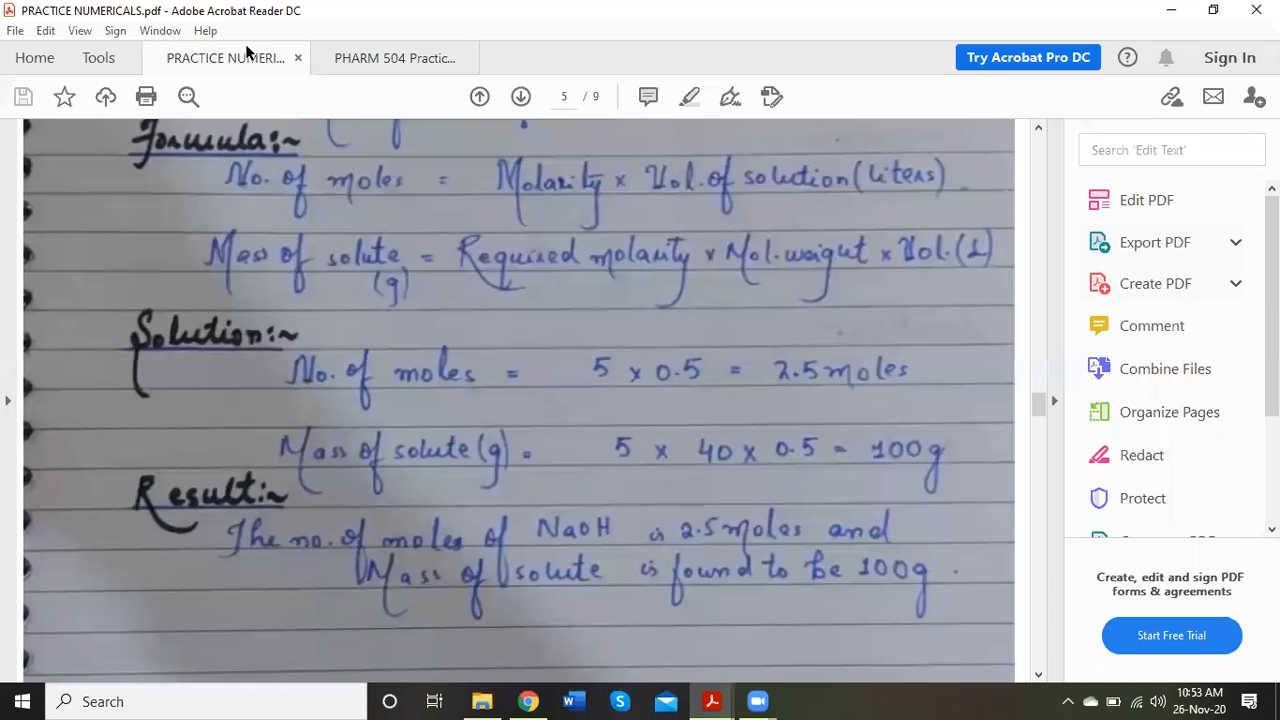 PRACTICE NUMERICALS.pdf - Adobe Acrobat Reader DC
File Edit View Sign Window Help
Home Tools PRACTICE NUMERI... × PHARM 504 Practic... Try Acrobat Pro DC Sign In
5 / 9
Search 'Edit Text'
Formula:~
No. of moles = Molarity × Vol. of solution (liters)
Mass of solute (g) = Required molarity × Mol. weight × Vol. (L)
Solution:~
No. of moles = 5 × 0.5 = 2.5 moles
Mass of solute (g) = 5 × 40 × 0.5 = 100g
Result:~
The no. of moles of NaOH is 2.5 moles and
Mass of solute is found to be 100g.
Edit PDF
Export PDF
Create PDF
Comment
Combine Files
Organize Pages
Redact
Protect
Create, edit and sign PDF
forms & agreements
Start Free Trial
Search
10:53 AM
26-Nov-20